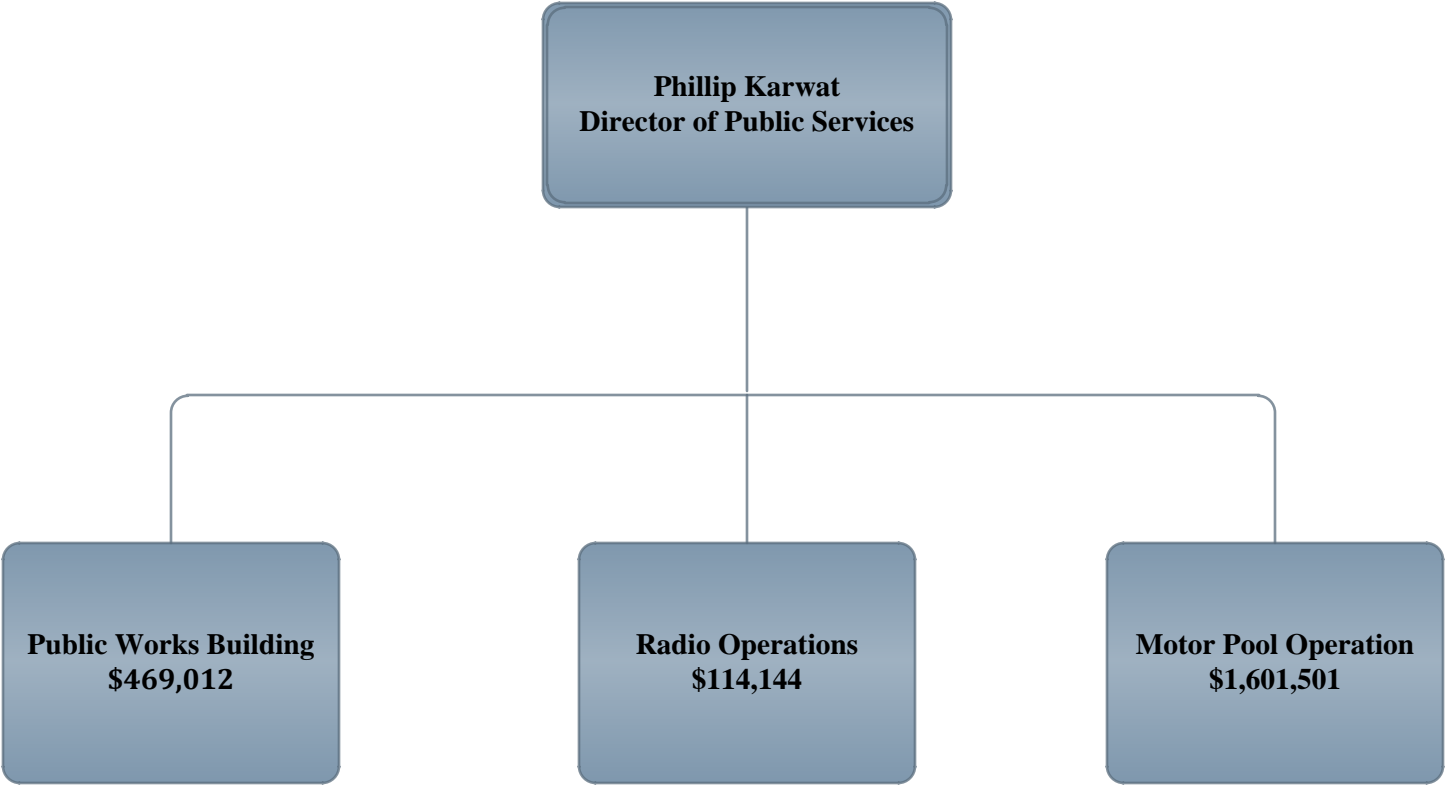 Phillip Karwat
Director of Public Services
Public Works Building
$469,012
Radio Operations
$114,144
Motor Pool Operation
$1,601,501